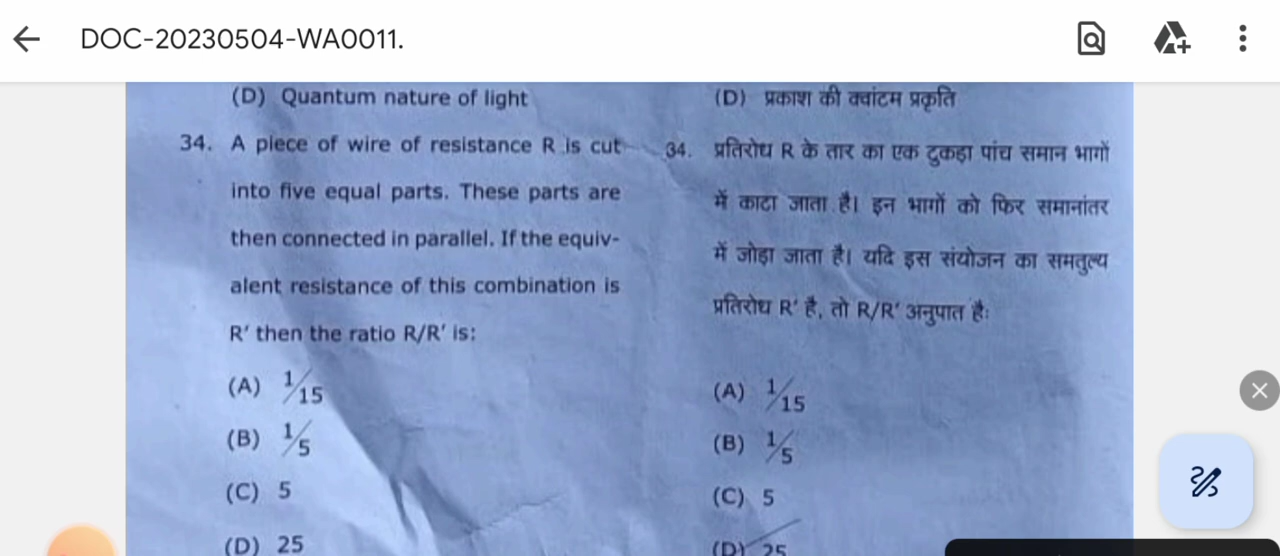 DOC-20230504-WA0011.
(D) Quantum nature of light
34. A piece of wire of resistance R is cut
into five equal parts. These parts are
then connected in parallel. If the equiv-
alent resistance of this combination is
R′ then the ratio R/R′ is:
(A) 1/15
(B) 1/5
(C) 5
(D) 25
(D) प्रकाश की क्वांटम प्रकृति
34. प्रतिरोध R के तार का एक टुकड़ा पांच समान भागों
में काटा जाता है। इन भागों को फिर समानांतर
में जोड़ा जाता है। यदि इस संयोजन का समतुल्य
प्रतिरोध R′ है, तो R/R′ अनुपात है:
(A) 1/15
(B) 1/5
(C) 5
(D) 25